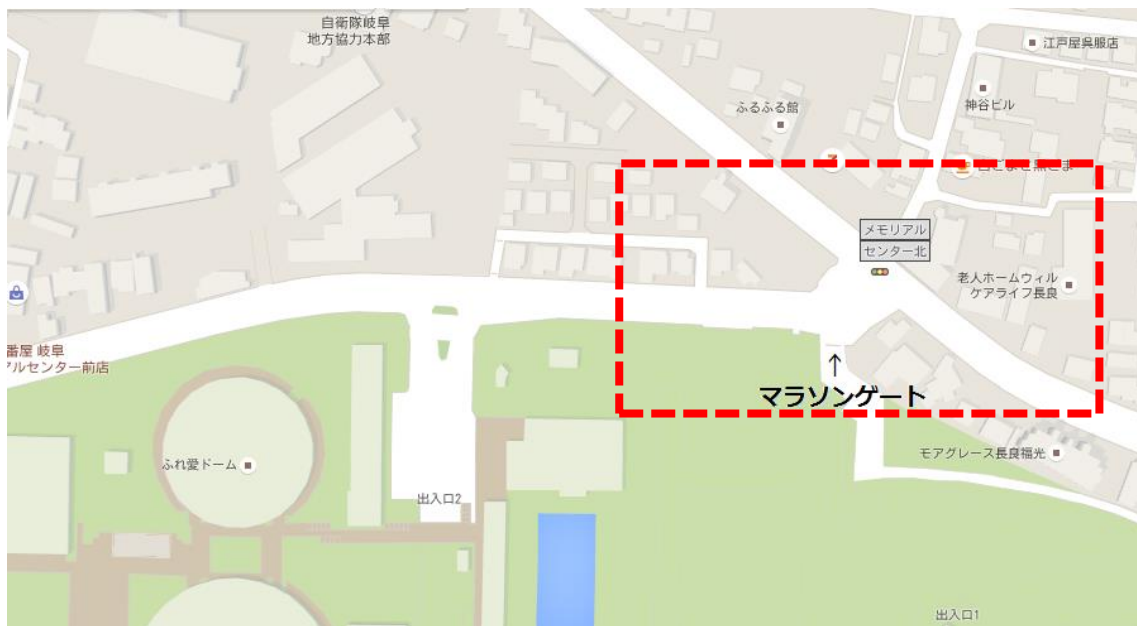 自衛隊岐阜
地方協力本部
江戸屋呉服店
ふるふる館
神谷ビル
メモリアル
センター北
老人ホームウィル
ケアライフ長良
番屋 岐阜
アルセンター前店
↑
マラソンゲート
ふれ愛ドーム
モアグレース長良福光
出入口2
出入口1